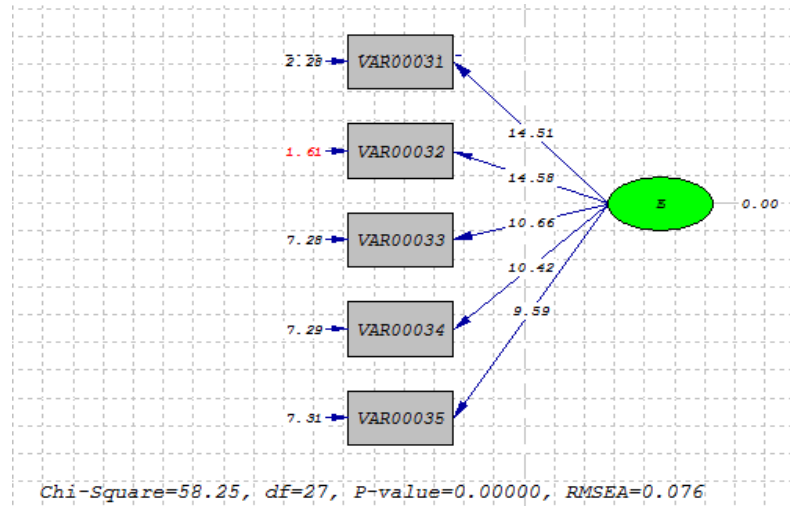 2.28 VAR00031
14.51
1.61 VAR00032
14.58
E 0.00
10.66
7.28 VAR00033
10.42
9.59
7.29 VAR00034
7.31 VAR00035
Chi-Square=58.25, df=27, P-value=0.00000, RMSEA=0.076